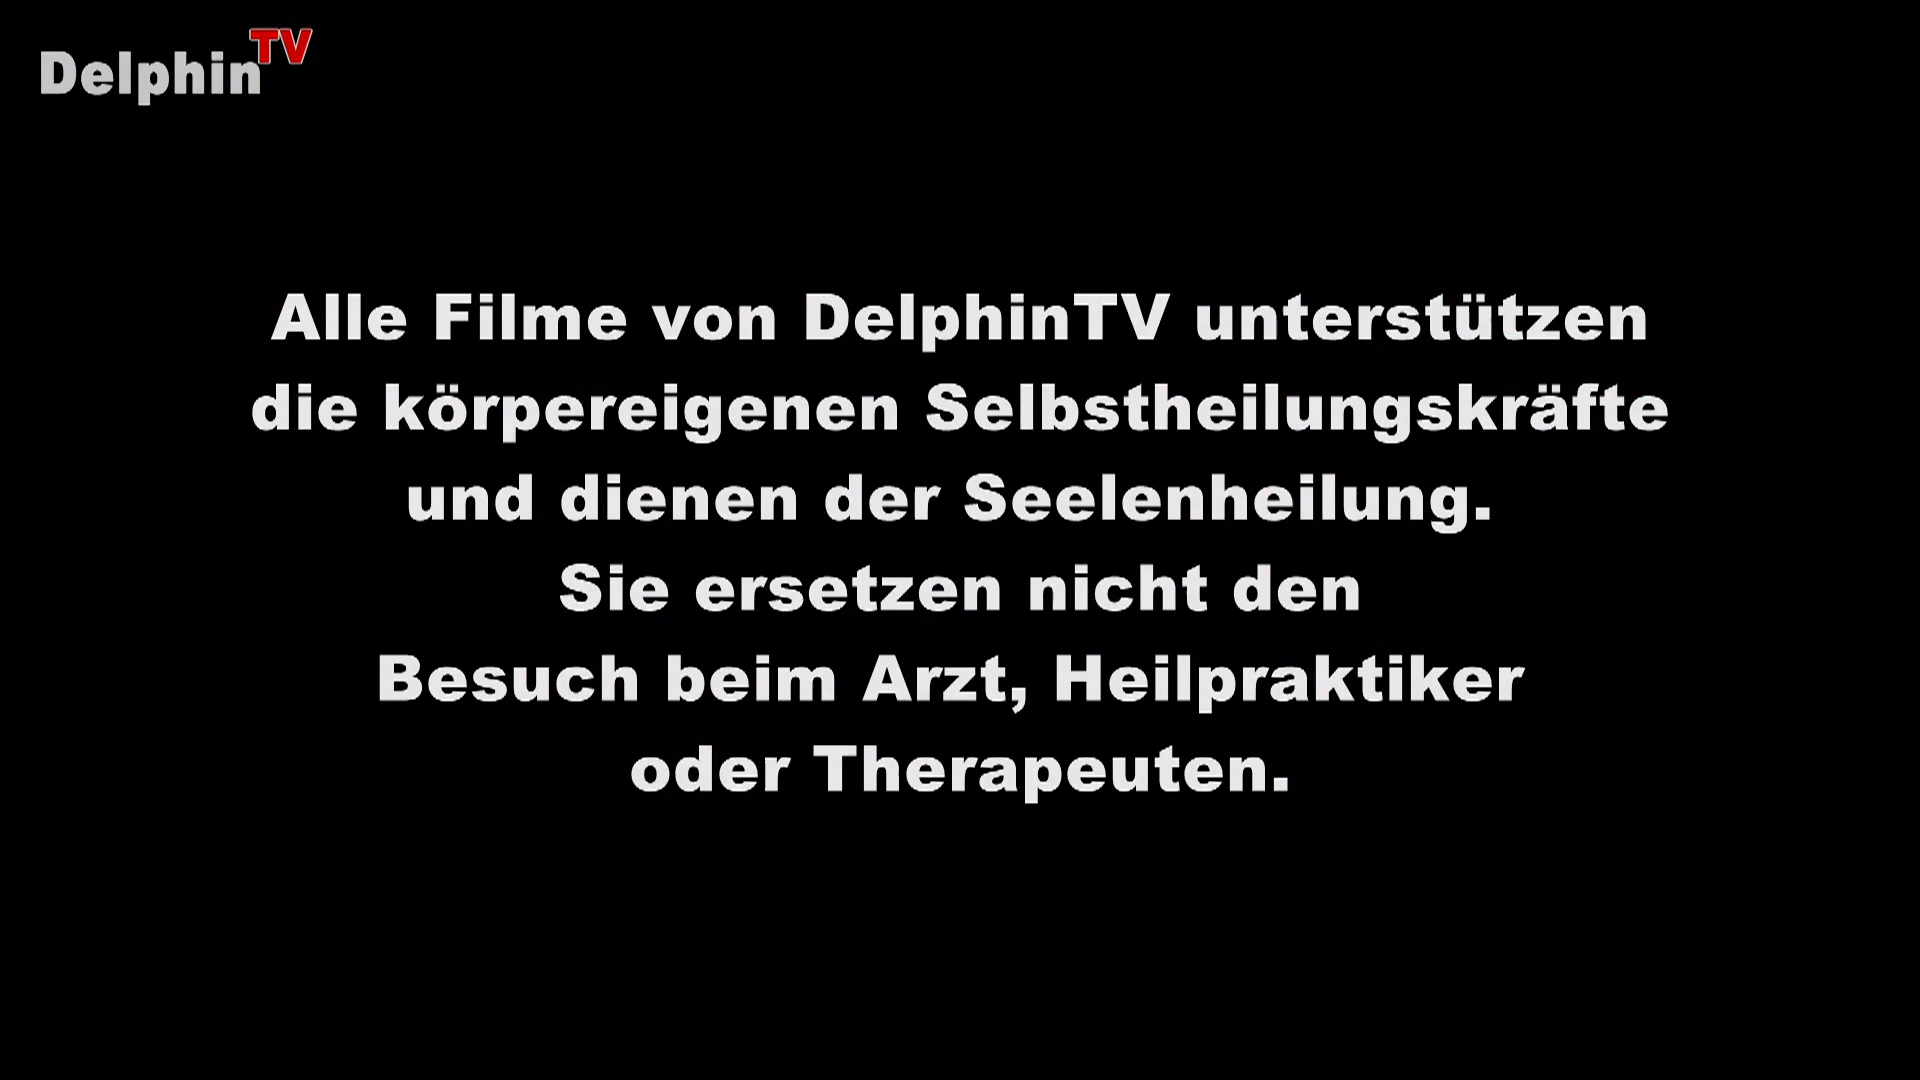 DelphinTV
Alle Filme von DelphinTV unterstützen
die körpereigenen Selbstheilungskräfte
und dienen der Seelenheilung.
Sie ersetzen nicht den
Besuch beim Arzt, Heilpraktiker
oder Therapeuten.